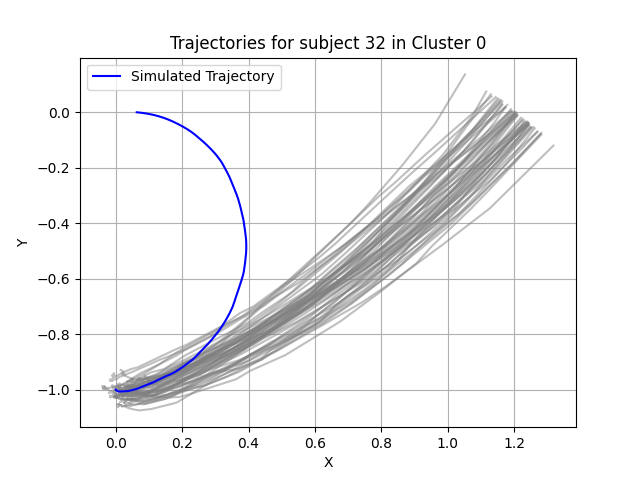 Trajectories for subject 32 in Cluster 0
Simulated Trajectory
0.0
−0.2
−0.4
−0.6
−0.8
−1.0
Y
0.0 0.2 0.4 0.6 0.8 1.0 1.2
X